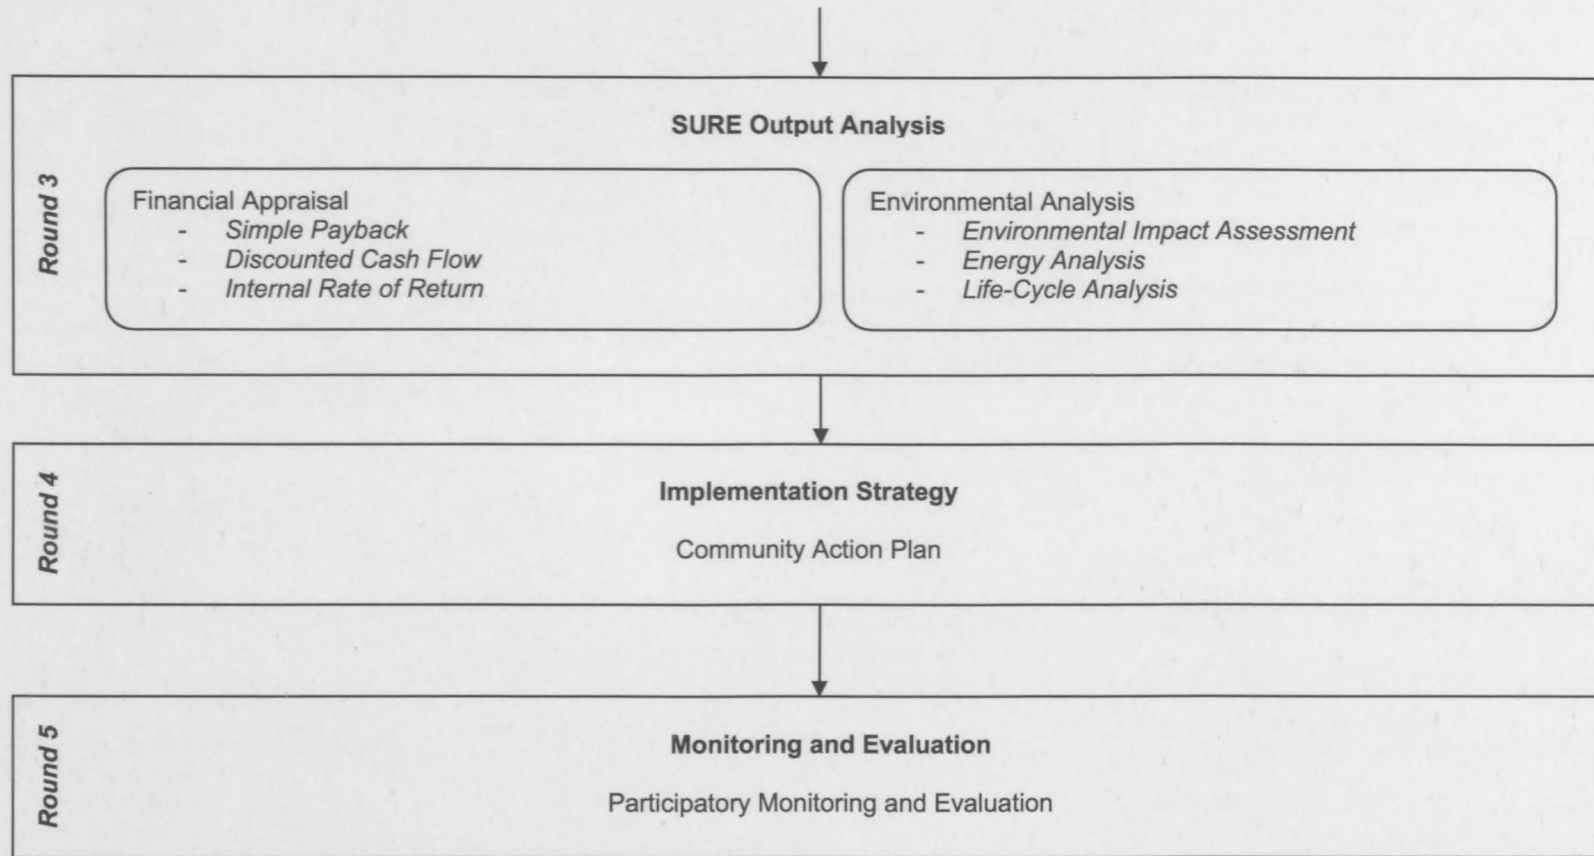 Round 3
SURE Output Analysis
Financial Appraisal
- Simple Payback
- Discounted Cash Flow
- Internal Rate of Return
Environmental Analysis
- Environmental Impact Assessment
- Energy Analysis
- Life-Cycle Analysis
Round 4
Implementation Strategy
Community Action Plan
Round 5
Monitoring and Evaluation
Participatory Monitoring and Evaluation